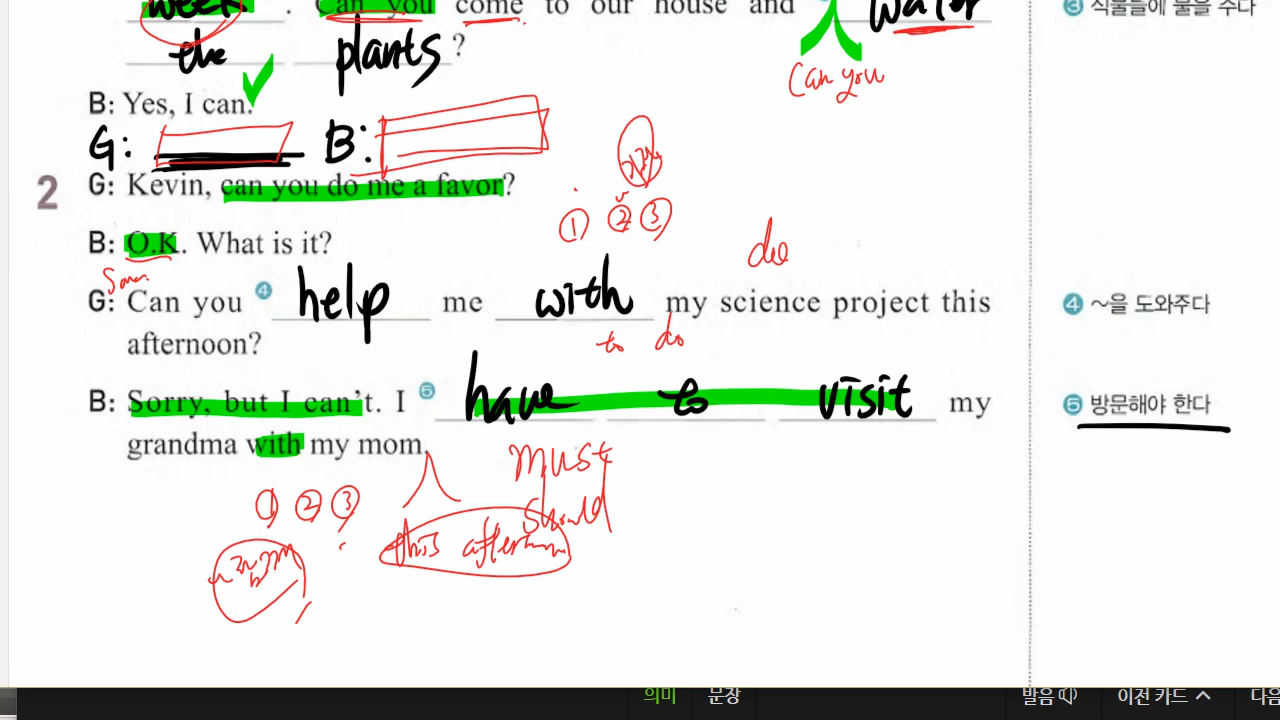 week. Can you come to our house and water ③ 식물들에 물을 주다
the plants?
Can you
B: Yes, I can.
G: B:
2 G: Kevin, can you do me a favor?
① ② ③
B: O.K. What is it?
do
G: Can you ④ help me with my science project this ④ ~을 도와주다
afternoon?
to do
B: Sorry, but I can't. I ⑤ have to visit my ⑤ 방문해야 한다
grandma with my mom.
must
① ② ③
should
this afternoon
의미 문장 발음 이전 카드 다음